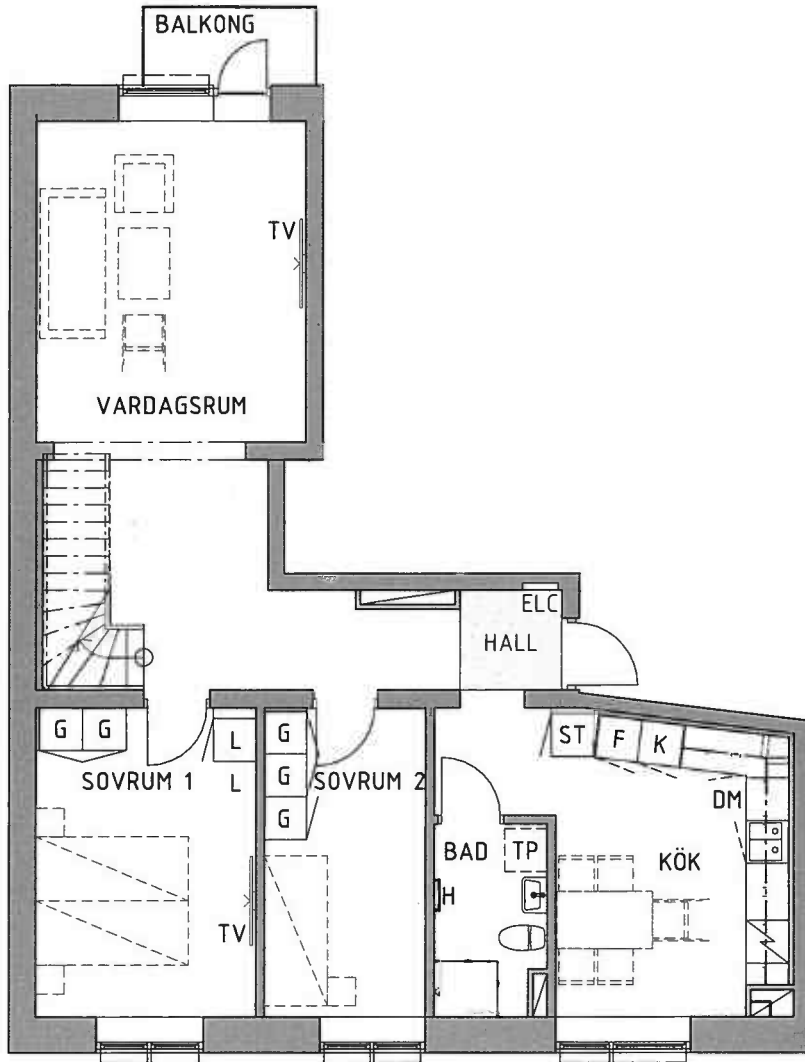 BALKONG
TV
VARDAGSRUM
ELC
HALL
G G
L
G
ST F K
SOVRUM 1
L
G
SOVRUM 2
DM
G
BAD
TP
KÖK
H
TV